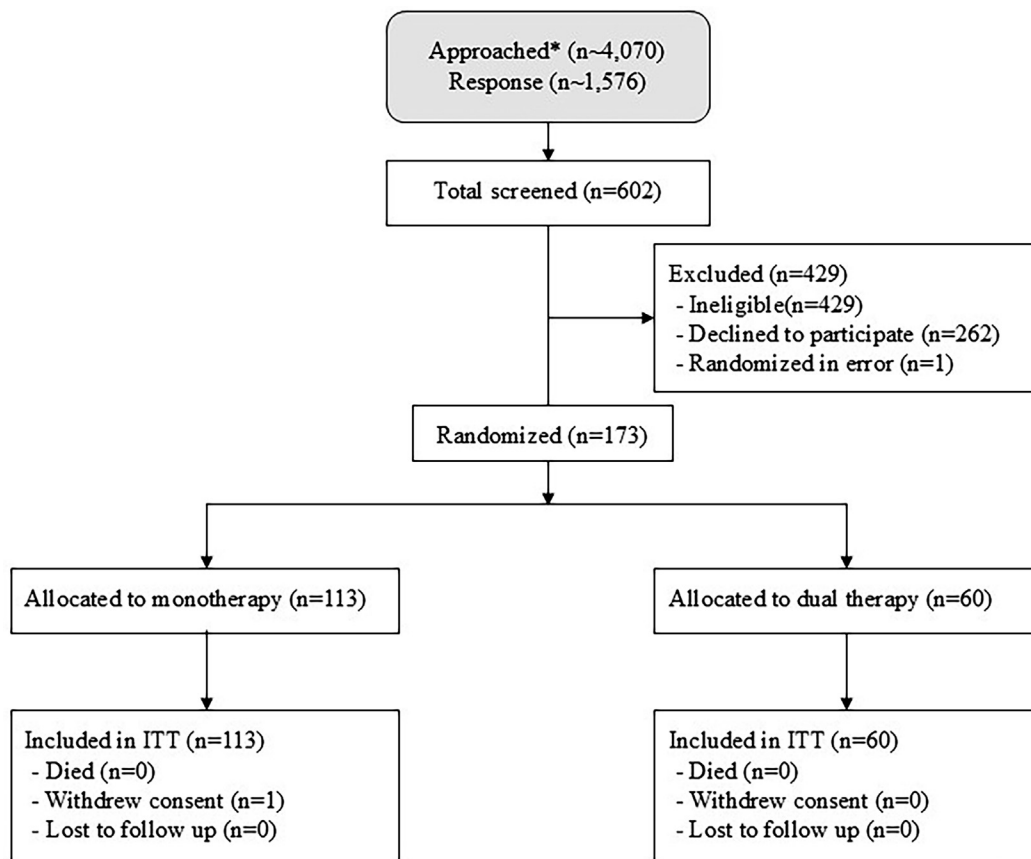 Approached* (n~4,070)
Response (n~1,576)
Total screened (n=602)
Excluded (n=429)
- Ineligible(n=429)
- Declined to participate (n=262)
- Randomized in error (n=1)
Randomized (n=173)
Allocated to monotherapy (n=113)
Allocated to dual therapy (n=60)
Included in ITT (n=113)
- Died (n=0)
- Withdrew consent (n=1)
- Lost to follow up (n=0)
Included in ITT (n=60)
- Died (n=0)
- Withdrew consent (n=0)
- Lost to follow up (n=0)